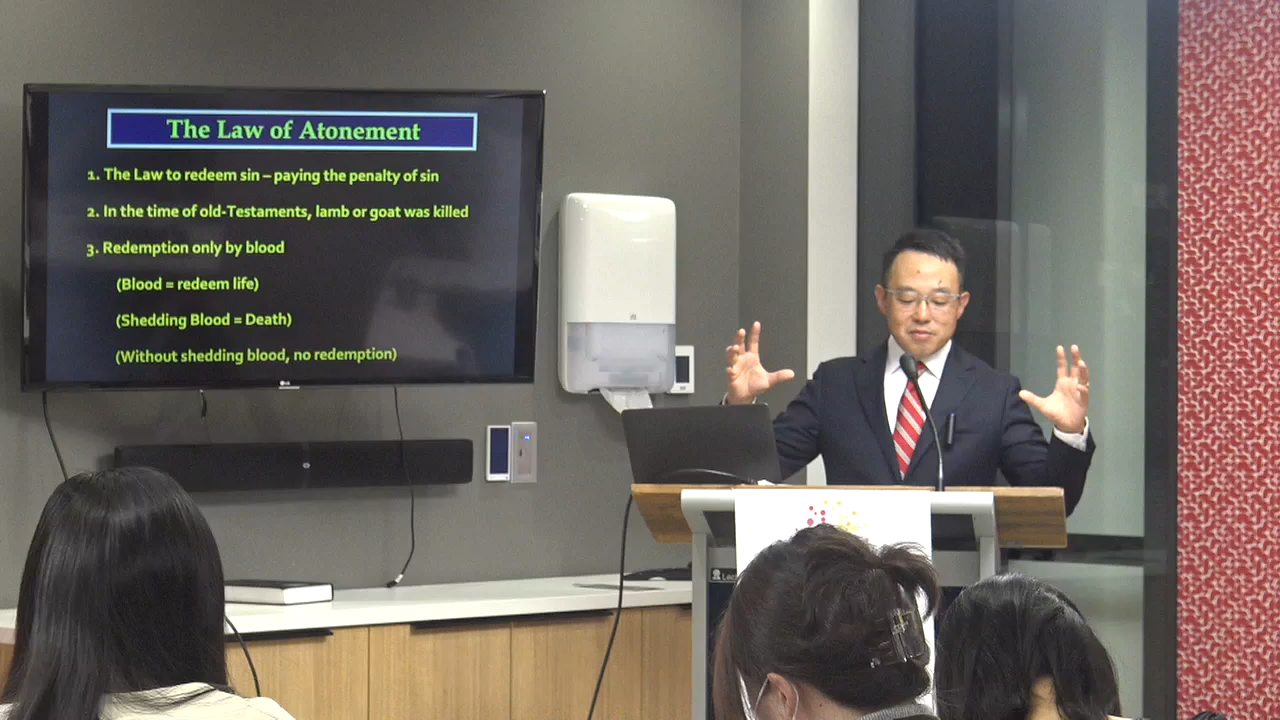 The Law of Atonement
1. The Law to redeem sin – paying the penalty of sin
2. In the time of old-Testaments, lamb or goat was killed
3. Redemption only by blood
(Blood = redeem life)
(Shedding Blood = Death)
(Without shedding blood, no redemption)
LG